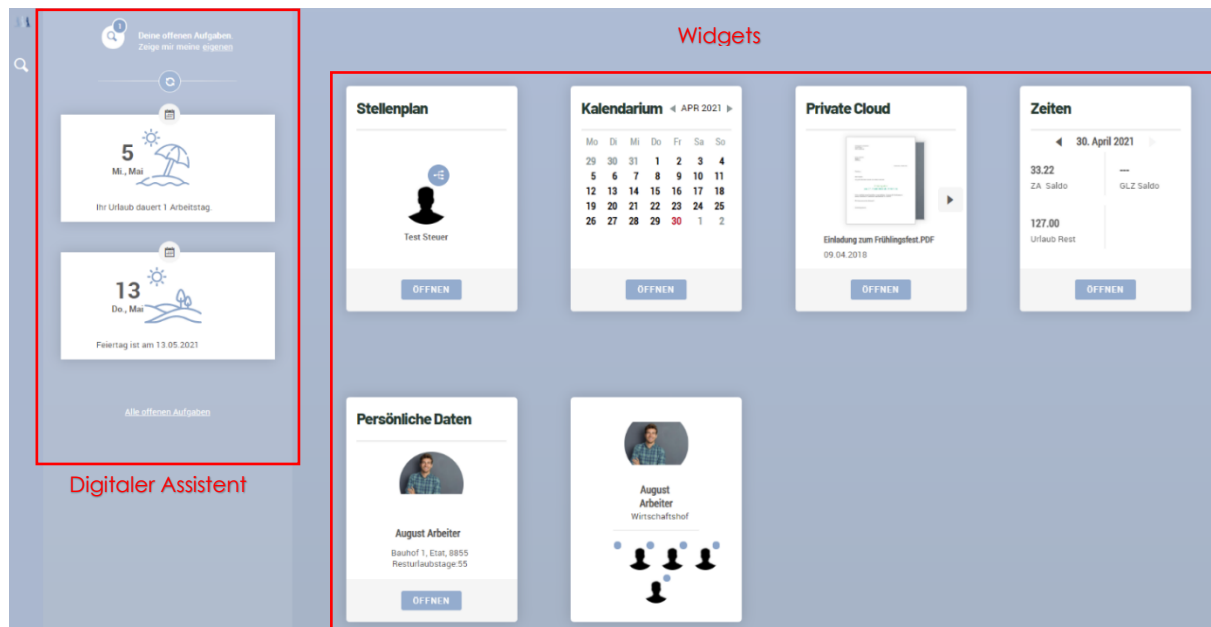 1
Deine offenen Aufgaben.
Zeige mir meine eigenen
5
Mi., Mai
Ihr Urlaub dauert 1 Arbeitstag.
13
Do., Mai
Feiertag ist am 13.05.2021
Alle offenen Aufgaben
Digitaler Assistent
Widgets
Stellenplan
Test Steuer
ÖFFNEN
Kalendarium ◀ APR 2021 ▶
Mo Di Mi Do Fr Sa So
29 30 31 1 2 3 4
5 6 7 8 9 10 11
12 13 14 15 16 17 18
19 20 21 22 23 24 25
26 27 28 29 30 1 2
ÖFFNEN
Private Cloud
Einladung zum Frühlingsfest.PDF
09.04.2018
ÖFFNEN
Zeiten
◀ 30. April 2021
33.22 —
ZA Saldo GLZ Saldo
127.00
Urlaub Rest
ÖFFNEN
Persönliche Daten
August Arbeiter
Bauhof 1, Etat, 8855
Resturlaubstage:55
ÖFFNEN
August
Arbeiter
Wirtschaftshof